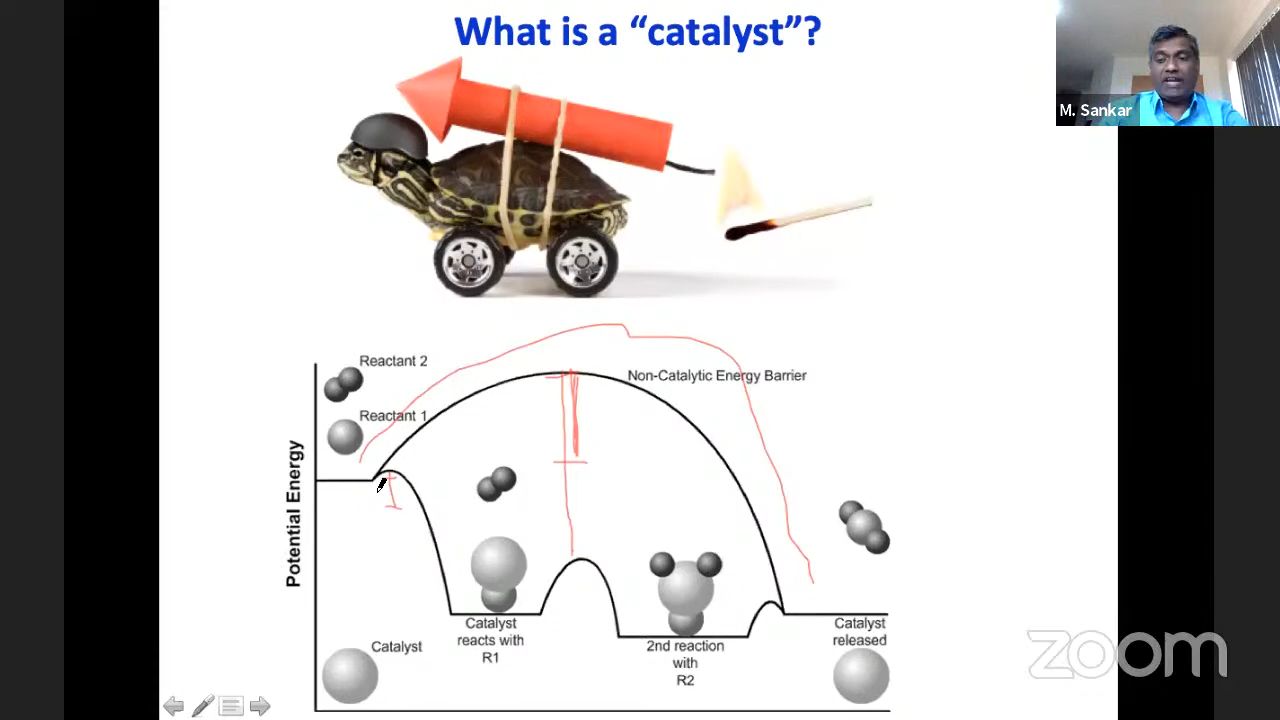 What is a “catalyst”?
M. Sankar
Reactant 2
Reactant 1
Non-Catalytic Energy Barrier
Potential Energy
Catalyst
Catalyst
reacts with
R1
2nd reaction
with
R2
Catalyst
released
zoom